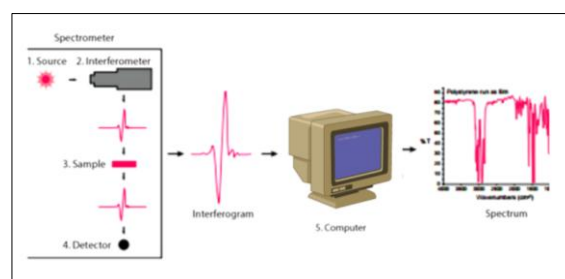 Spectrometer
1. Source
2. Interferometer
3. Sample
4. Detector
Interferogram
5. Computer
Polystyrene run as film
%T
Wavenumbers (cm-1)
Spectrum